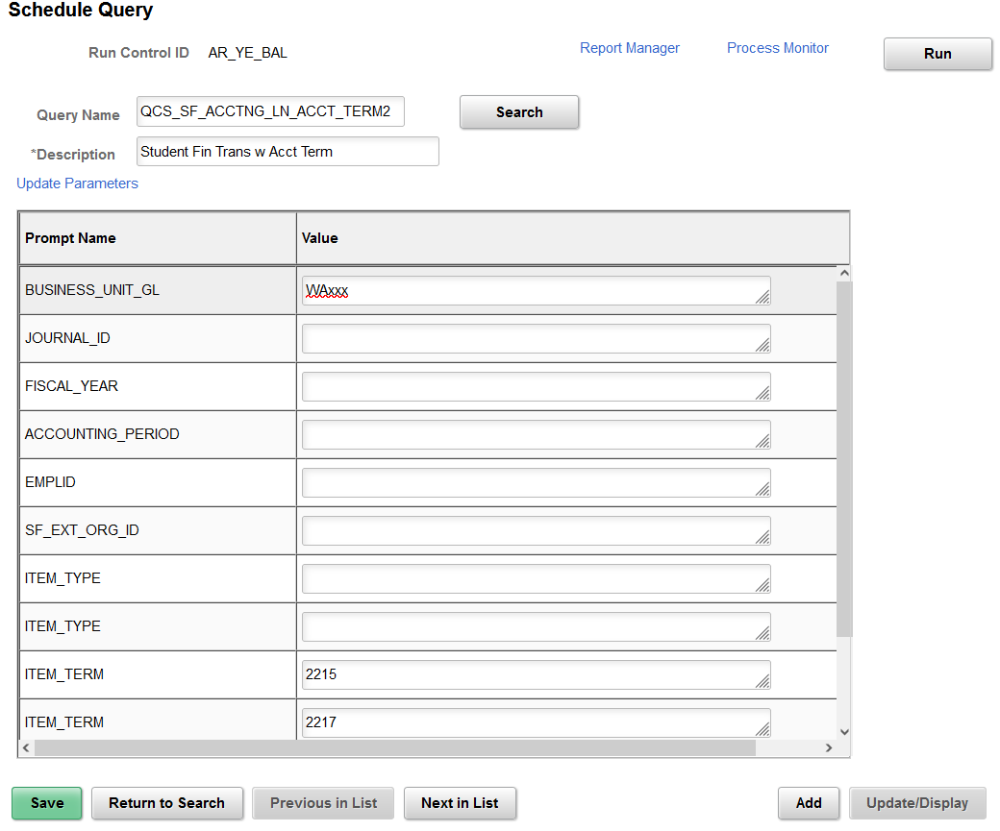 Schedule Query
Run Control ID AR_YE_BAL Report Manager Process Monitor Run
Query Name QCS_SF_ACCTNG_LN_ACCT_TERM2 Search
*Description Student Fin Trans w Acct Term
Update Parameters
Prompt Name Value
BUSINESS_UNIT_GL WAxxx
JOURNAL_ID
FISCAL_YEAR
ACCOUNTING_PERIOD
EMPLID
SF_EXT_ORG_ID
ITEM_TYPE
ITEM_TYPE
ITEM_TERM 2215
ITEM_TERM 2217
Save Return to Search Previous in List Next in List Add Update/Display